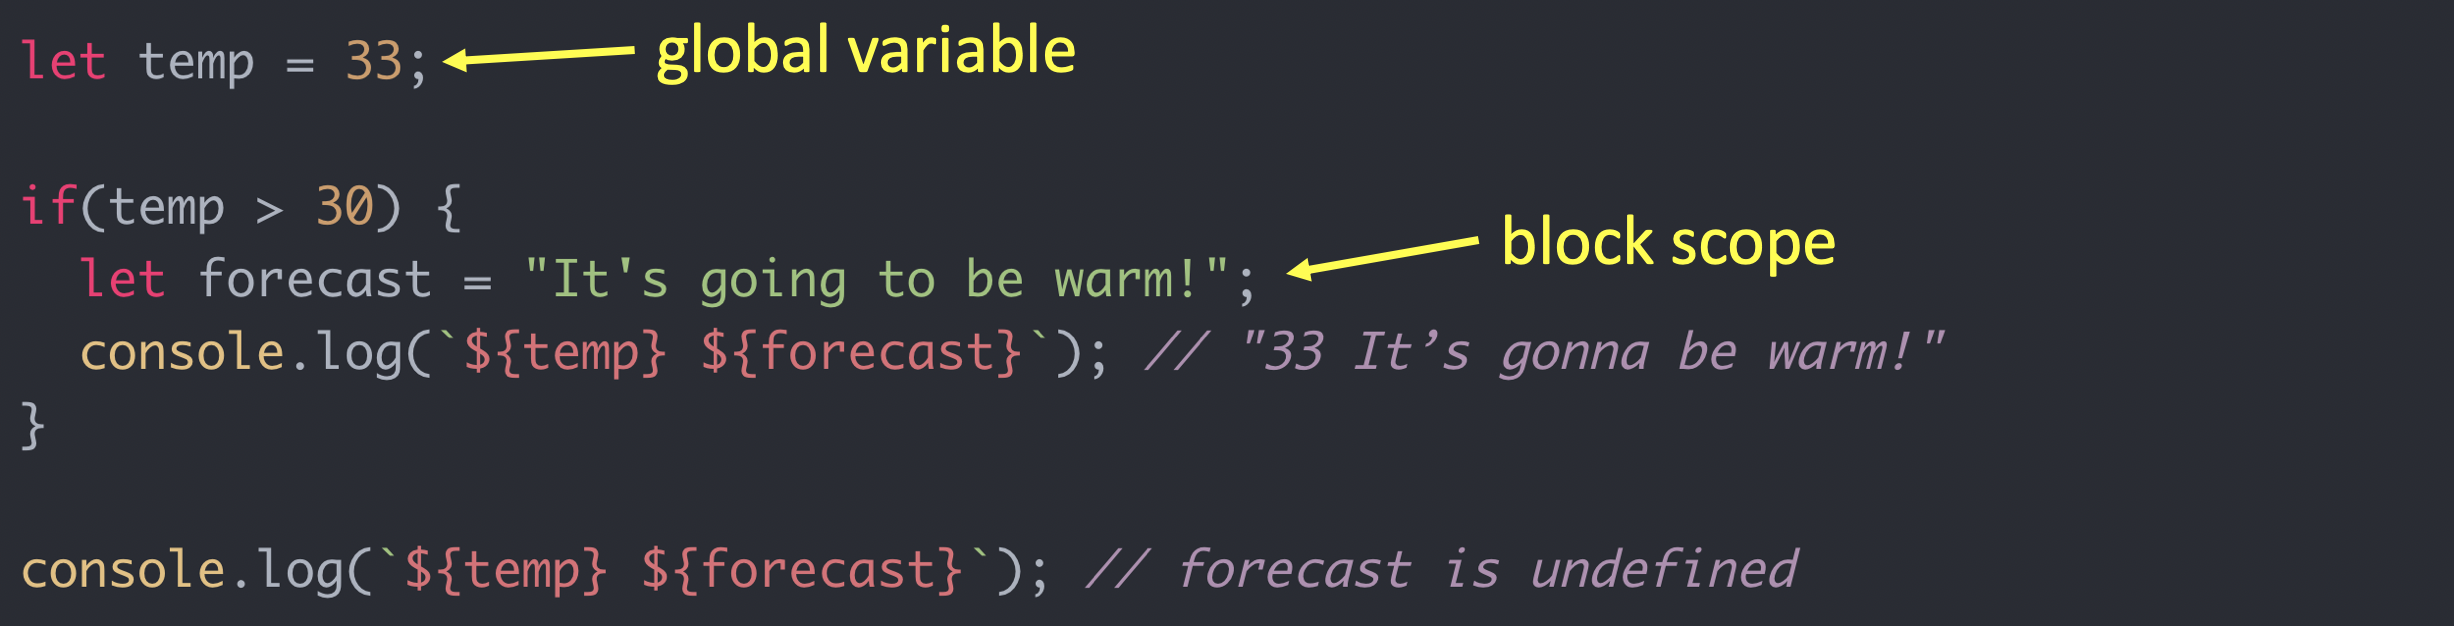 let temp = 33; global variable
if(temp > 30) {
let forecast = "It's going to be warm!"; block scope
console.log(`${temp} ${forecast}`); // "33 It’s gonna be warm!"
}
console.log(`${temp} ${forecast}`); // forecast is undefined